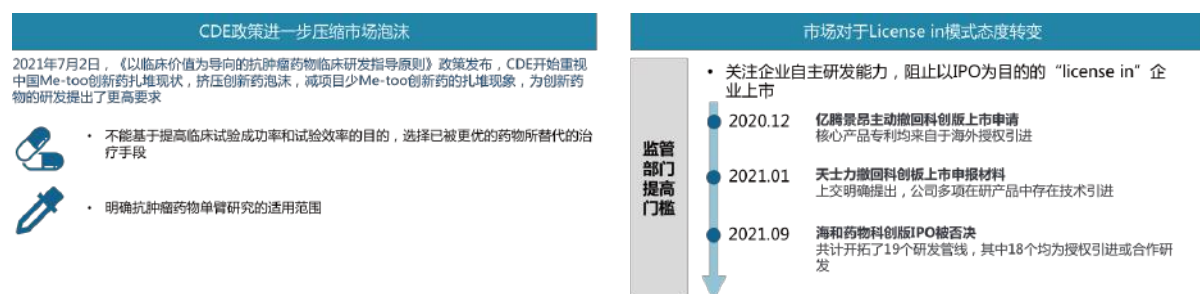 CDE政策进一步压缩市场泡沫
2021年7月2日，《以临床价值为导向的抗肿瘤药物临床研发指导原则》政策发布，CDE开始重视
中国Me-too创新药扎堆现状，挤压创新药泡沫，减项目少Me-too创新药的扎堆现象，为创新药
物的研发提出了更高要求
• 不能基于提高临床试验成功率和试验效率的目的，选择已被更优的药物所替代的治
疗手段
• 明确抗肿瘤药物单臂研究的适用范围
市场对于License in模式态度转变
监管
部门
提高
门槛
• 关注企业自主研发能力，阻止以IPO为目的的“license in”企
业上市
2020.12
亿腾景昂主动撤回科创版上市申请
核心产品专利均来自于海外授权引进
2021.01
天士力撤回科创板上市申报材料
上交明确提出，公司多项在研产品中存在技术引进
2021.09
海和药物科创版IPO被否决
共计开拓了19个研发管线，其中18个均为授权引进或合作研
发